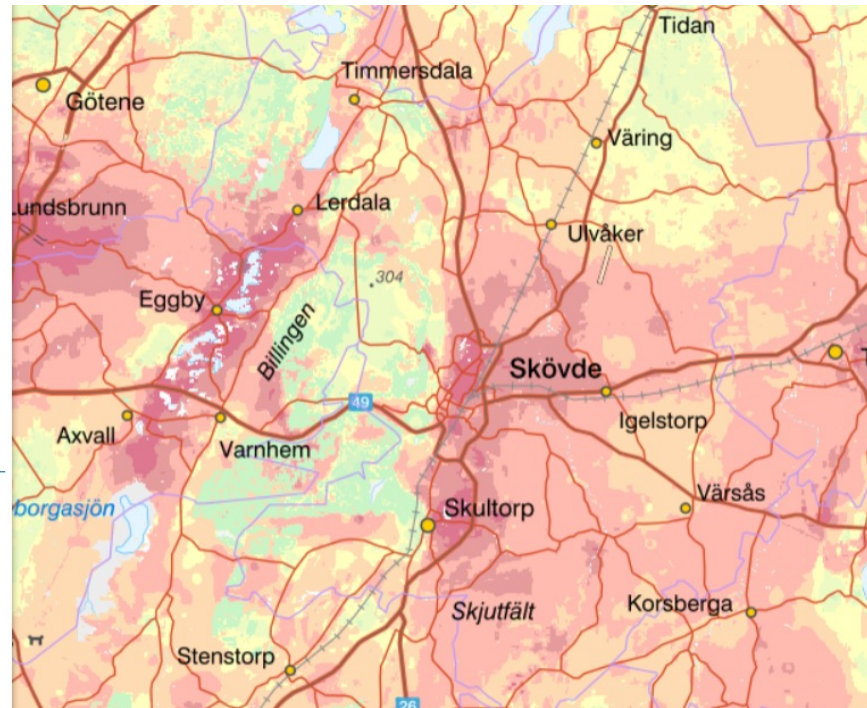 Tidan
Timmersdala
Götene
Väring
Lundsbrunn
Lerdala
Ulvåker
304
Eggby
Billingen
Skövde
49
Igelstorp
Axvall
Varnhem
Värsås
Skultorp
borgasjön
Korsberga
Skjutfält
Stenstorp
26